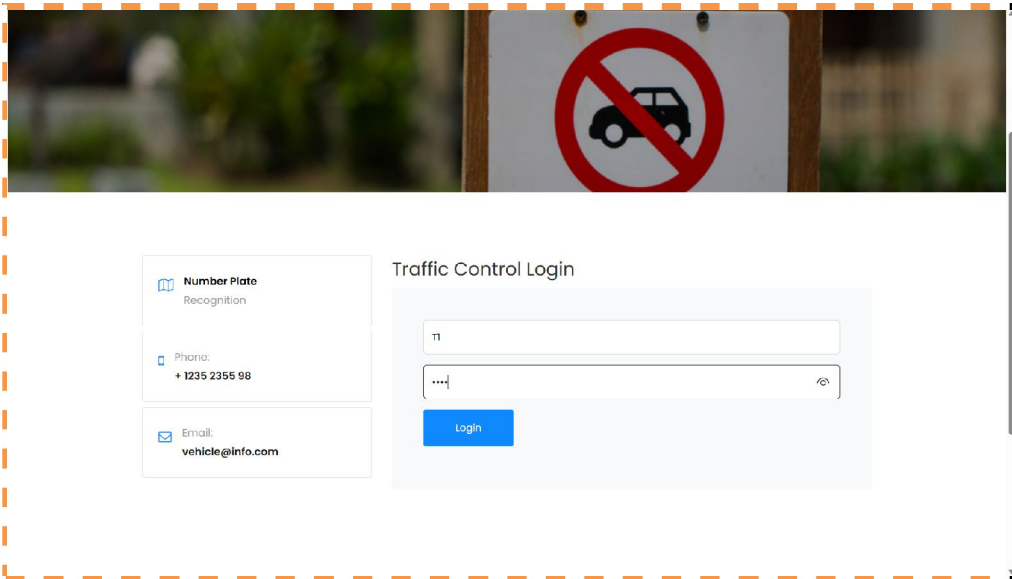 Number Plate
Recognition
Phone:
+ 1235 2355 98
Email:
vehicle@info.com
Traffic Control Login
T1
••••
Login